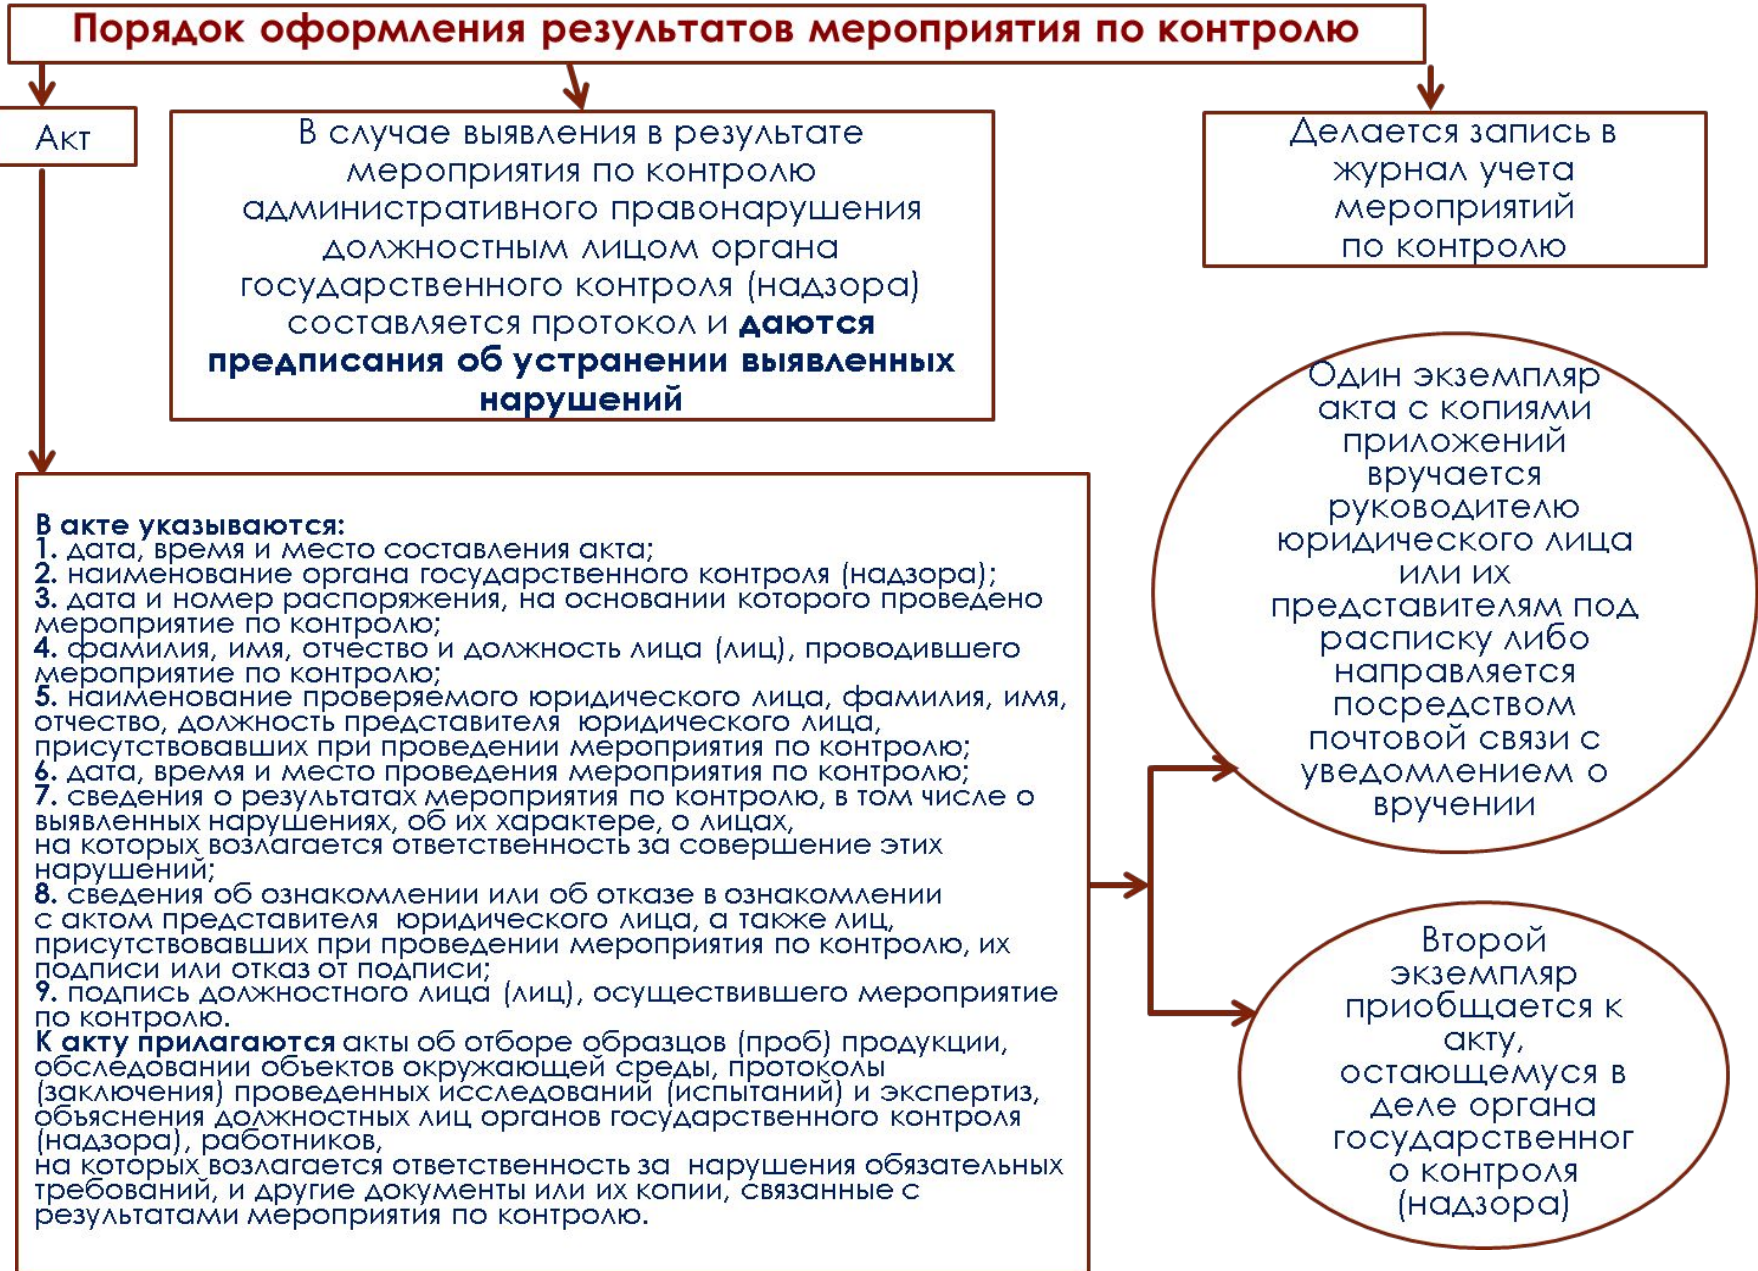 Порядок оформления результатов мероприятия по контролю
Акт
В случае выявления в результате
мероприятия по контролю
административного правонарушения
должностным лицом органа
государственного контроля (надзора)
составляется протокол и даются
предписания об устранении выявленных
нарушений
Делается запись в
журнал учета
мероприятий
по контролю
В акте указываются:
1. дата, время и место составления акта;
2. наименование органа государственного контроля (надзора);
3. дата и номер распоряжения, на основании которого проведено
мероприятие по контролю;
4. фамилия, имя, отчество и должность лица (лиц), проводившего
мероприятие по контролю;
5. наименование проверяемого юридического лица, фамилия, имя,
отчество, должность представителя юридического лица,
присутствовавших при проведении мероприятия по контролю;
6. дата, время и место проведения мероприятия по контролю;
7. сведения о результатах мероприятия по контролю, в том числе о
выявленных нарушениях, об их характере, о лицах,
на которых возлагается ответственность за совершение этих
нарушений;
8. сведения об ознакомлении или об отказе в ознакомлении
с актом представителя юридического лица, а также лиц,
присутствовавших при проведении мероприятия по контролю, их
подписи или отказ от подписи;
9. подпись должностного лица (лиц), осуществившего мероприятие
по контролю.
К акту прилагаются акты об отборе образцов (проб) продукции,
обследовании объектов окружающей среды, протоколы
(заключения) проведенных исследований (испытаний) и экспертиз,
объяснения должностных лиц органов государственного контроля
(надзора), работников,
на которых возлагается ответственность за нарушения обязательных
требований, и другие документы или их копии, связанные с
результатами мероприятия по контролю.
Один экземпляр
акта с копиями
приложений
вручается
руководителю
юридического лица
или их
представителям под
расписку либо
направляется
посредством
почтовой связи с
уведомлением о
вручении
Второй
экземпляр
приобщается к
акту,
остающемуся в
деле органа
государственног
о контроля
(надзора)